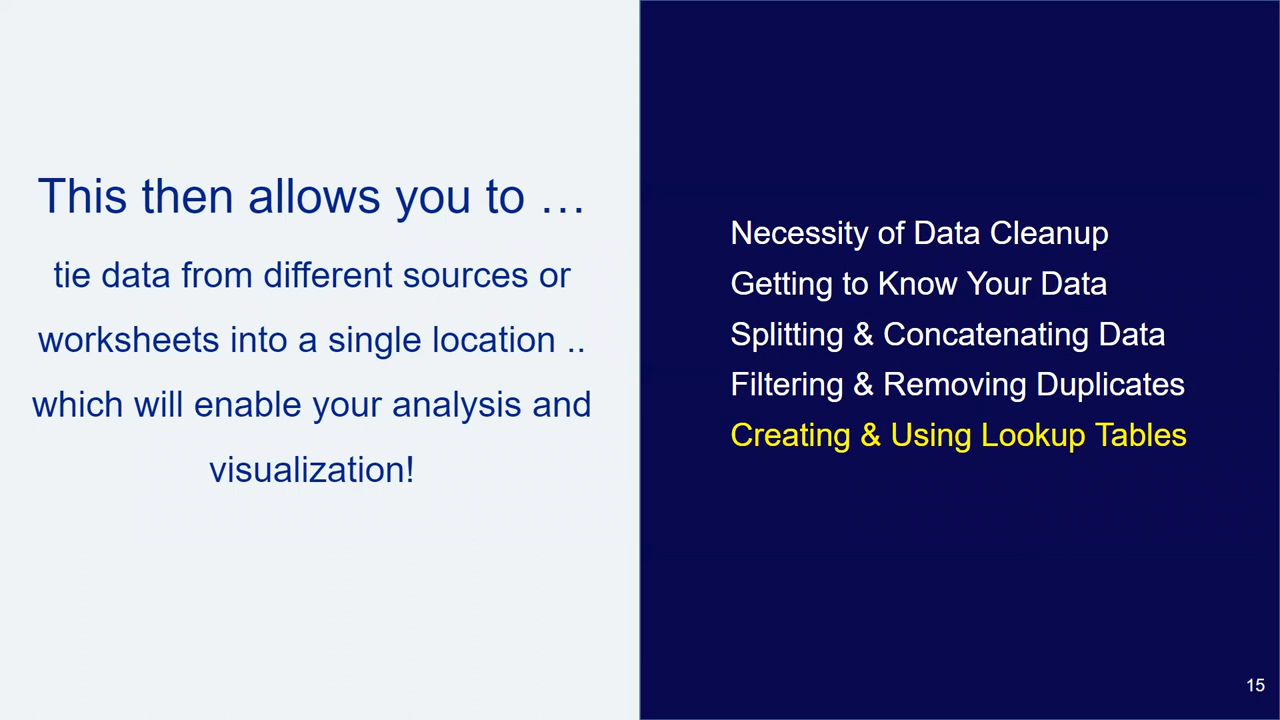 This then allows you to …
tie data from different sources or
worksheets into a single location ..
which will enable your analysis and
visualization!
Necessity of Data Cleanup
Getting to Know Your Data
Splitting & Concatenating Data
Filtering & Removing Duplicates
Creating & Using Lookup Tables
15